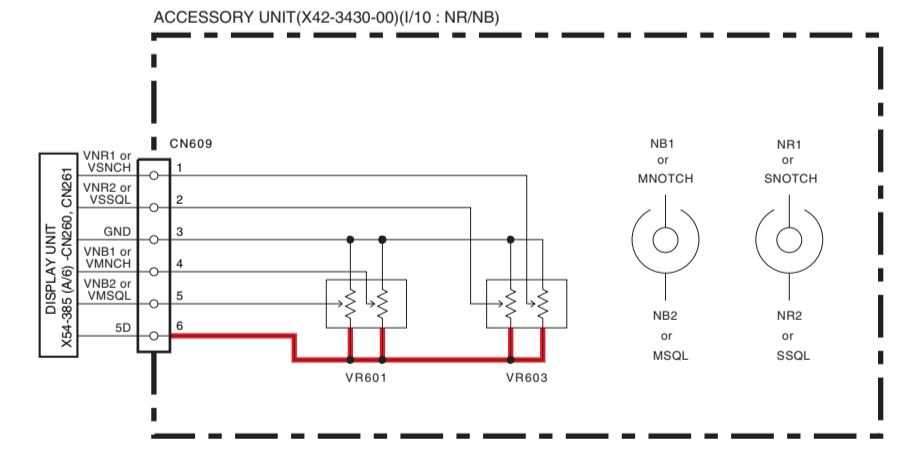 ACCESSORY UNIT(X42-3430-00)(I/10 : NR/NB)
DISPLAY UNIT
X54-385 (A/6) -CN260, CN261
CN609
VNR1 or
VSNCH
1
VNR2 or
VSSQL
2
GND
3
VNB1 or
VMNCH
4
VNB2 or
VMSQL
5
5D
6
VR601
VR603
NB1
or
MNOTCH
NB2
or
MSQL
NR1
or
SNOTCH
NR2
or
SSQL